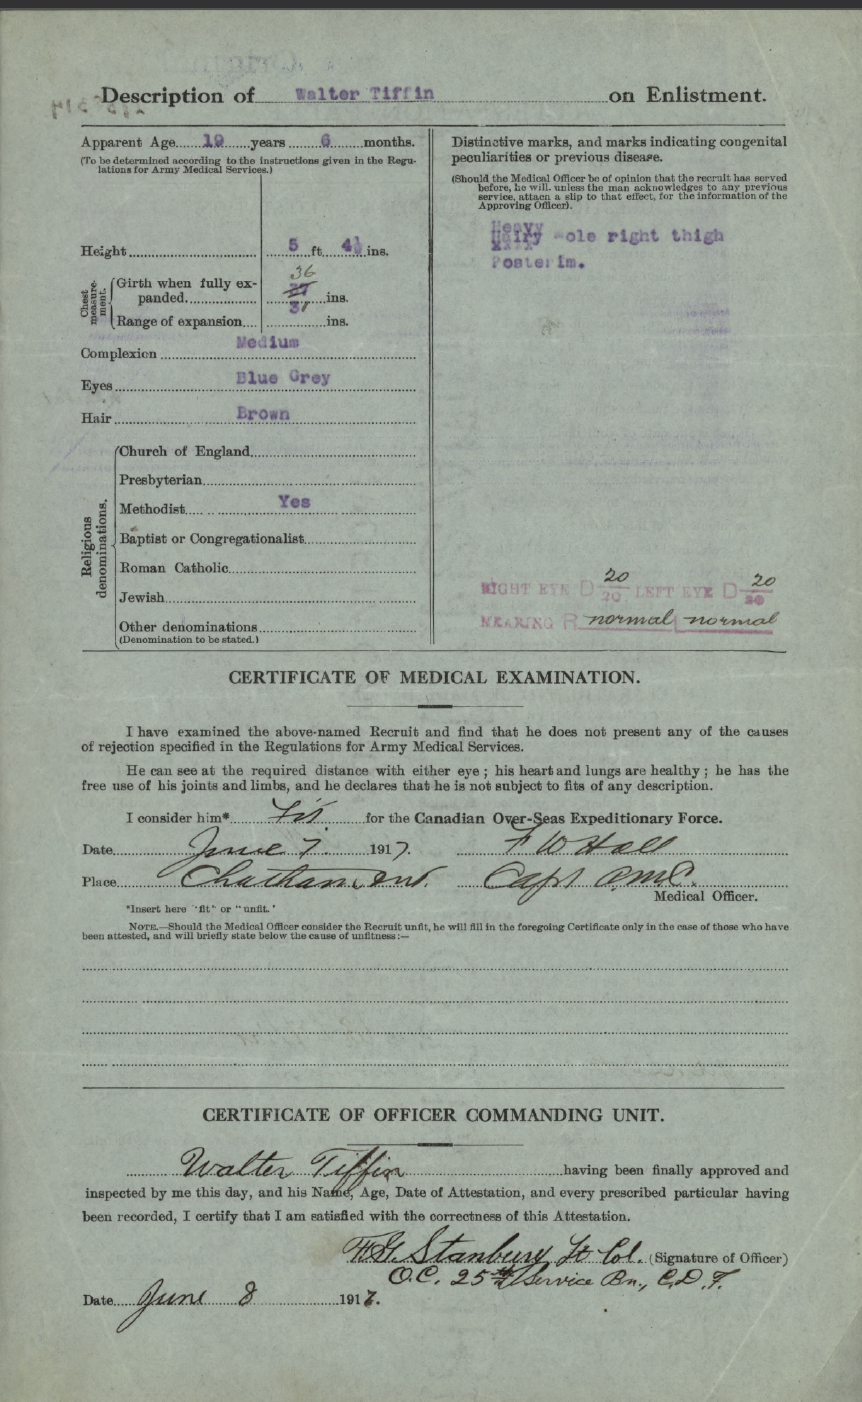 Description of Walter Tiffin on Enlistment.
Apparent Age 19 years 6 months.
(To be determined according to the instructions given in the Regu-
lations for Army Medical Services.)
Height 5 ft. 4½ ins.
Chest measure-ment.
36
Girth when fully ex-
panded ins.
37
Range of expansion ins.
Complexion Medium
Eyes Blue Grey
Hair Brown
Religious denominations.
Church of England
Presbyterian
Methodist Yes
Baptist or Congregationalist
Roman Catholic
Jewish
Other denominations
(Denomination to be stated.)
Distinctive marks, and marks indicating congenital
peculiarities or previous disease.
(Should the Medical Officer be of opinion that the recruit has served
before, he will, unless the man acknowledges to any previous
service, attach a slip to that effect, for the information of the
Approving Officer).
Heavy
Hairy mole right thigh
RIGHT EYE D 20/20 LEFT EYE D 20/20
HEARING R normal L normal
CERTIFICATE OF MEDICAL EXAMINATION.
I have examined the above-named Recruit and find that he does not present any of the causes
of rejection specified in the Regulations for Army Medical Services.
He can see at the required distance with either eye; his heart and lungs are healthy; he has the
free use of his joints and limbs, and he declares that he is not subject to fits of any description.
I consider him* Fit for the Canadian Over-Seas Expeditionary Force.
Date June 7 1917. F W Hall
Place Chatham, Ont. Capt A.M.C.
Medical Officer.
*Insert here "fit" or "unfit."
NOTE.—Should the Medical Officer consider the Recruit unfit, he will fill in the foregoing Certificate only in the case of those who have
been attested, and will briefly state below the cause of unfitness:—
CERTIFICATE OF OFFICER COMMANDING UNIT.
Walter Tiffin having been finally approved and
inspected by me this day, and his Name, Age, Date of Attestation, and every prescribed particular having
been recorded, I certify that I am satisfied with the correctness of this Attestation.
Stanbury Lt Col. (Signature of Officer)
O.C. 25th Service Bn., C.D.F.
Date June 8 1917.